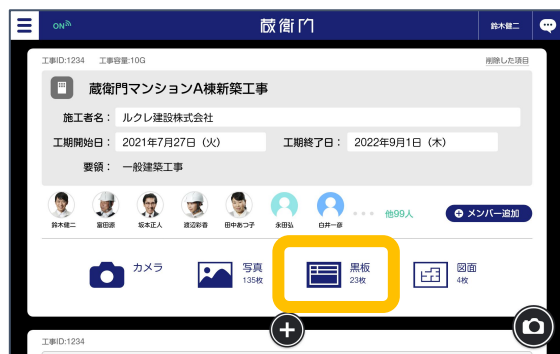 ON
蔵衛門
鈴木健二
工事ID:1234 工事容量:10G 削除した項目
蔵衛門マンションA棟新築工事
施工者名： ルクレ建設株式会社
工期開始日： 2021年7月27日（火） 工期終了日： 2022年9月1日（木）
要領： 一般建築工事
鈴木健二 富田源 坂本正人 渡辺彩香 田中あつ子 永田弘 白井一彦 他99人 メンバー追加
カメラ 写真 黒板 図面
135枚 23枚 4枚
工事ID:1234